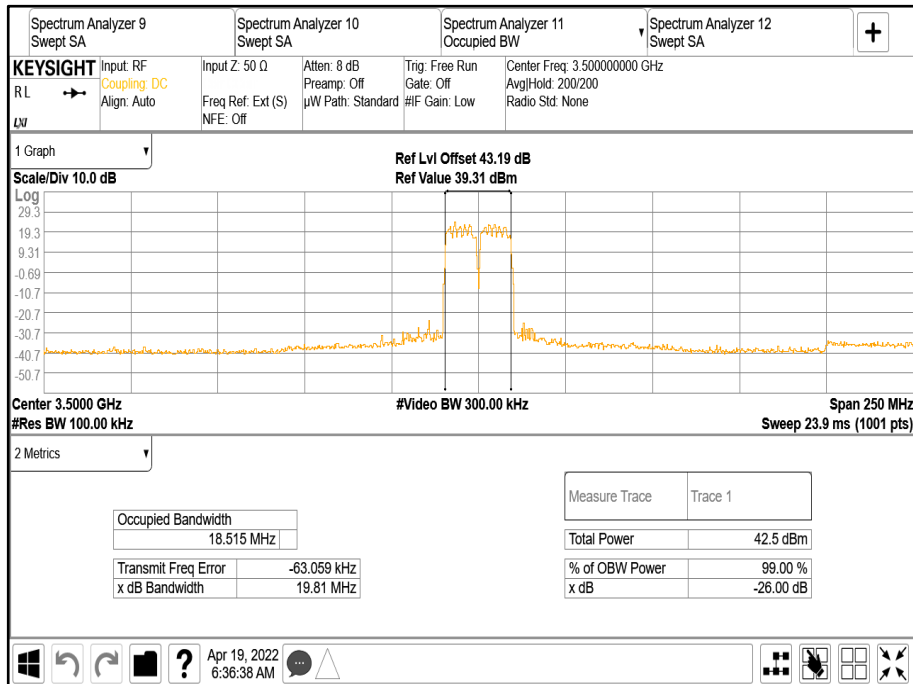 Spectrum Analyzer 9
Swept SA
Spectrum Analyzer 10
Swept SA
Spectrum Analyzer 11
Occupied BW
Spectrum Analyzer 12
Swept SA
KEYSIGHT
RL
LXI
Input: RF
Coupling: DC
Align: Auto
Input Z: 50 Ω
Freq Ref: Ext (S)
NFE: Off
Atten: 8 dB
Preamp: Off
µW Path: Standard
Trig: Free Run
Gate: Off
#IF Gain: Low
Center Freq: 3.500000000 GHz
Avg|Hold: 200/200
Radio Std: None
1 Graph
Scale/Div 10.0 dB
Ref Lvl Offset 43.19 dB
Ref Value 39.31 dBm
Log
29.3
19.3
9.31
-0.69
-10.7
-20.7
-30.7
-40.7
-50.7
Center 3.5000 GHz
#Video BW 300.00 kHz
Span 250 MHz
#Res BW 100.00 kHz
Sweep 23.9 ms (1001 pts)
2 Metrics
Measure Trace Trace 1
Occupied Bandwidth
18.515 MHz
Total Power 42.5 dBm
Transmit Freq Error -63.059 kHz
% of OBW Power 99.00 %
x dB Bandwidth 19.81 MHz
x dB -26.00 dB
Apr 19, 2022
6:36:38 AM